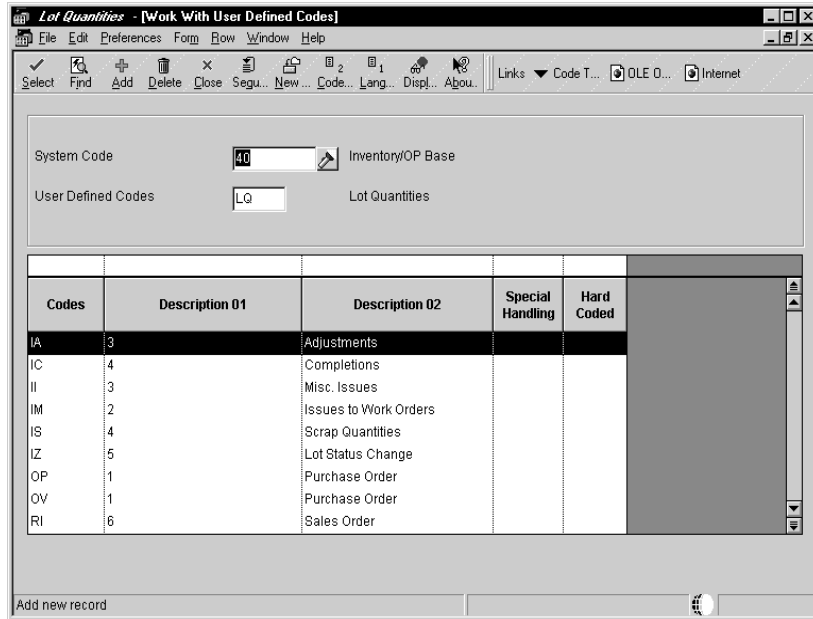 Lot Quantities - [Work With User Defined Codes]
File Edit Preferences Form Row Window Help
Select Find Add Delete Close Sequ... New ... Code... Lang... Displ... Abou.. Links Code T... OLE O... Internet
System Code 40 Inventory/OP Base
User Defined Codes LQ Lot Quantities
Codes Description 01 Description 02 Special Handling Hard Coded
IA 3 Adjustments
IC 4 Completions
II 3 Misc. Issues
IM 2 Issues to Work Orders
IS 4 Scrap Quantities
IZ 5 Lot Status Change
OP 1 Purchase Order
OV 1 Purchase Order
RI 6 Sales Order
Add new record